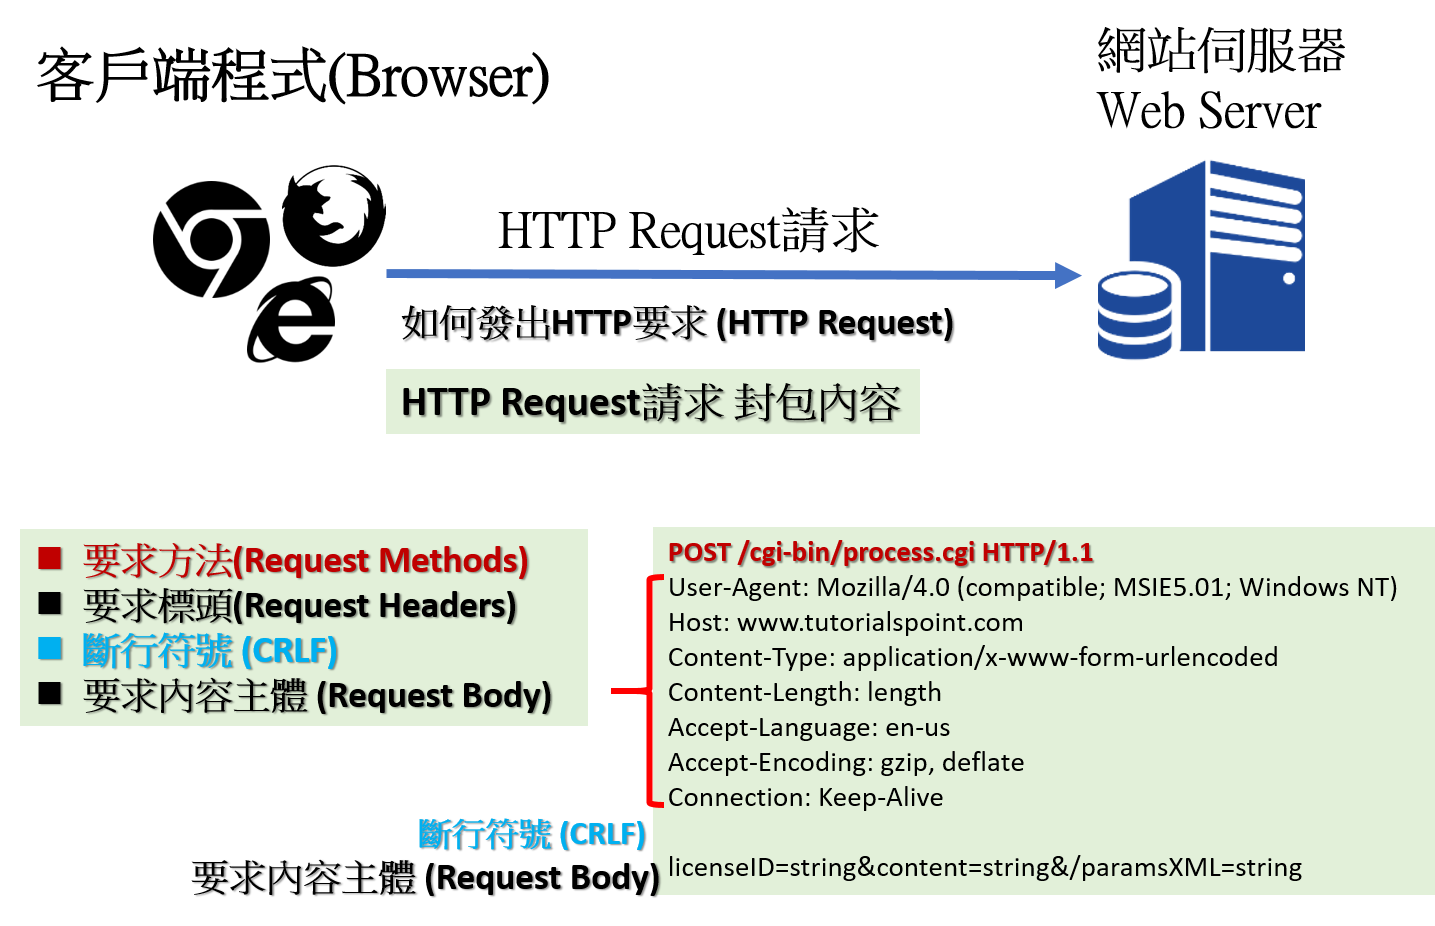 客戶端程式(Browser)
網站伺服器
Web Server
HTTP Request請求
如何發出HTTP要求 (HTTP Request)
HTTP Request請求 封包內容
要求方法(Request Methods)
要求標頭(Request Headers)
斷行符號 (CRLF)
要求內容主體 (Request Body)
POST /cgi-bin/process.cgi HTTP/1.1
User-Agent: Mozilla/4.0 (compatible; MSIE5.01; Windows NT)
Host: www.tutorialspoint.com
Content-Type: application/x-www-form-urlencoded
Content-Length: length
Accept-Language: en-us
Accept-Encoding: gzip, deflate
Connection: Keep-Alive
斷行符號 (CRLF)
要求內容主體 (Request Body)
licenseID=string&content=string&/paramsXML=string